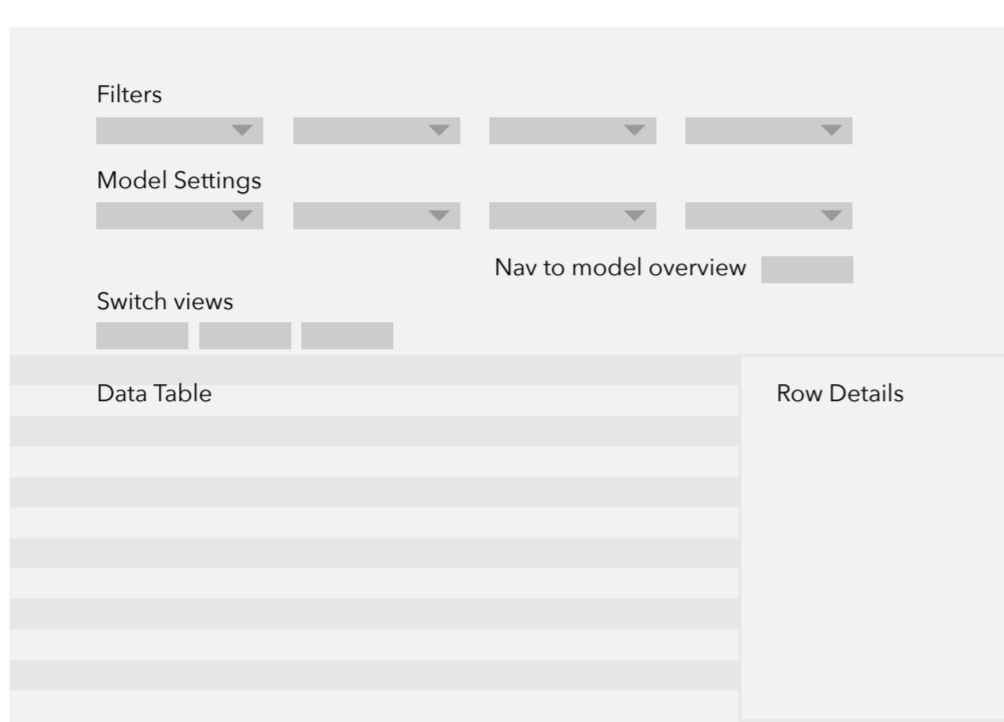 Filters
Model Settings
Nav to model overview
Switch views
Data Table
Row Details